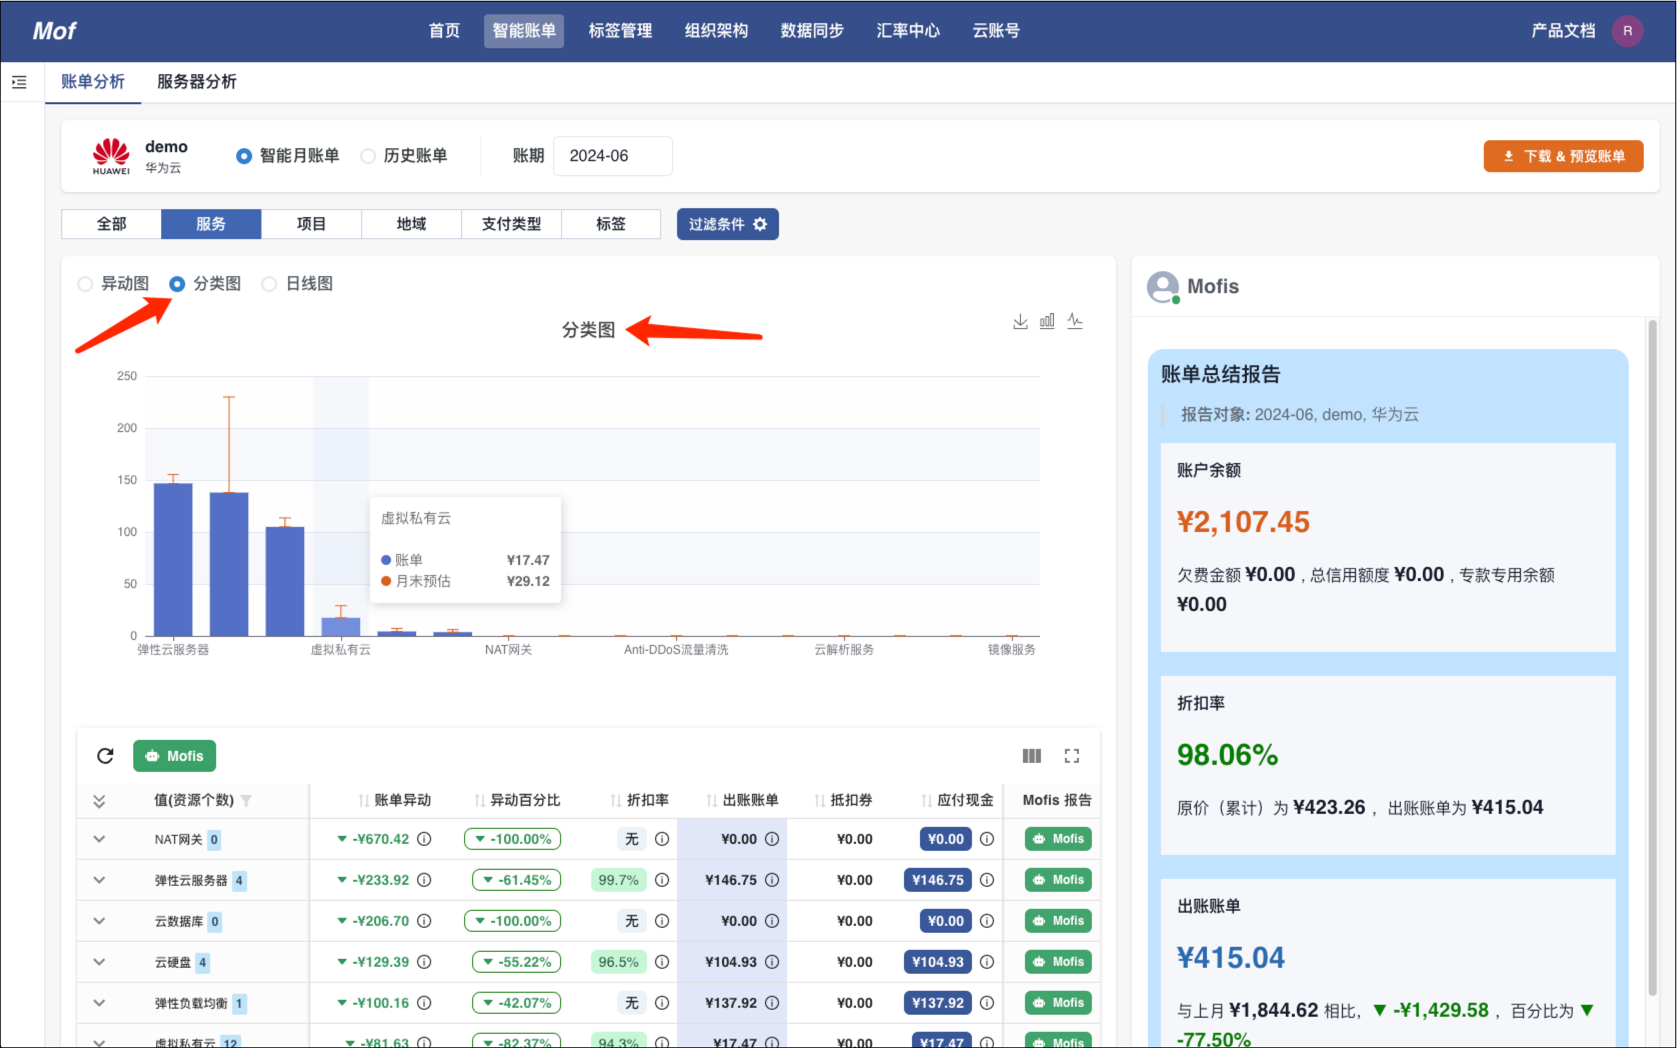 Mof
首页 智能账单 标签管理 组织架构 数据同步 汇率中心 云账号 产品文档 R
账单分析 服务器分析
HUAWEI demo 华为云 智能月账单 历史账单 账期 2024-06 下载 & 预览账单
全部 服务 项目 地域 支付类型 标签 过滤条件
异动图 分类图 日线图
分类图
250
200
150
100
50
0
弹性云服务器 虚拟私有云 NAT网关 Anti-DDoS流量清洗 云解析服务 镜像服务
虚拟私有云
账单 ¥17.47
月末预估 ¥29.12
Mofis
值(资源个数) 账单异动 异动百分比 折扣率 出账账单 抵扣券 应付现金 Mofis 报告
NAT网关 0 -¥670.42 -100.00% 无 ¥0.00 ¥0.00 ¥0.00 Mofis
弹性云服务器 4 -¥233.92 -61.45% 99.7% ¥146.75 ¥0.00 ¥146.75 Mofis
云数据库 0 -¥206.70 -100.00% 无 ¥0.00 ¥0.00 ¥0.00 Mofis
云硬盘 4 -¥129.39 -55.22% 96.5% ¥104.93 ¥0.00 ¥104.93 Mofis
弹性负载均衡 1 -¥100.16 -42.07% 无 ¥137.92 ¥0.00 ¥137.92 Mofis
虚拟私有云 12 -¥81.63 -82.37% 94.3% ¥17.47 ¥0.00 ¥17.47 Mofis
Mofis
账单总结报告
报告对象: 2024-06, demo, 华为云
账户余额
¥2,107.45
欠费金额 ¥0.00 , 总信用额度 ¥0.00 , 专款专用余额
¥0.00
折扣率
98.06%
原价（累计）为 ¥423.26 ， 出账账单为 ¥415.04
出账账单
¥415.04
与上月 ¥1,844.62 相比, ▼ -¥1,429.58 ， 百分比为 ▼
-77.50%